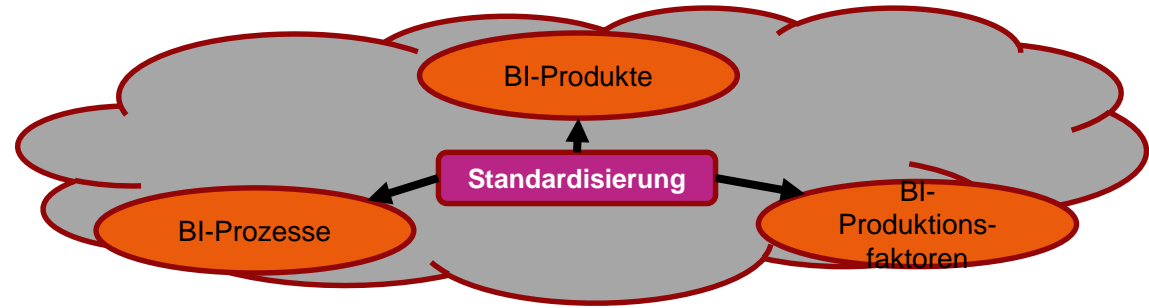 BI-Produkte
Standardisierung
BI-Prozesse
BI-
Produktions-
faktoren